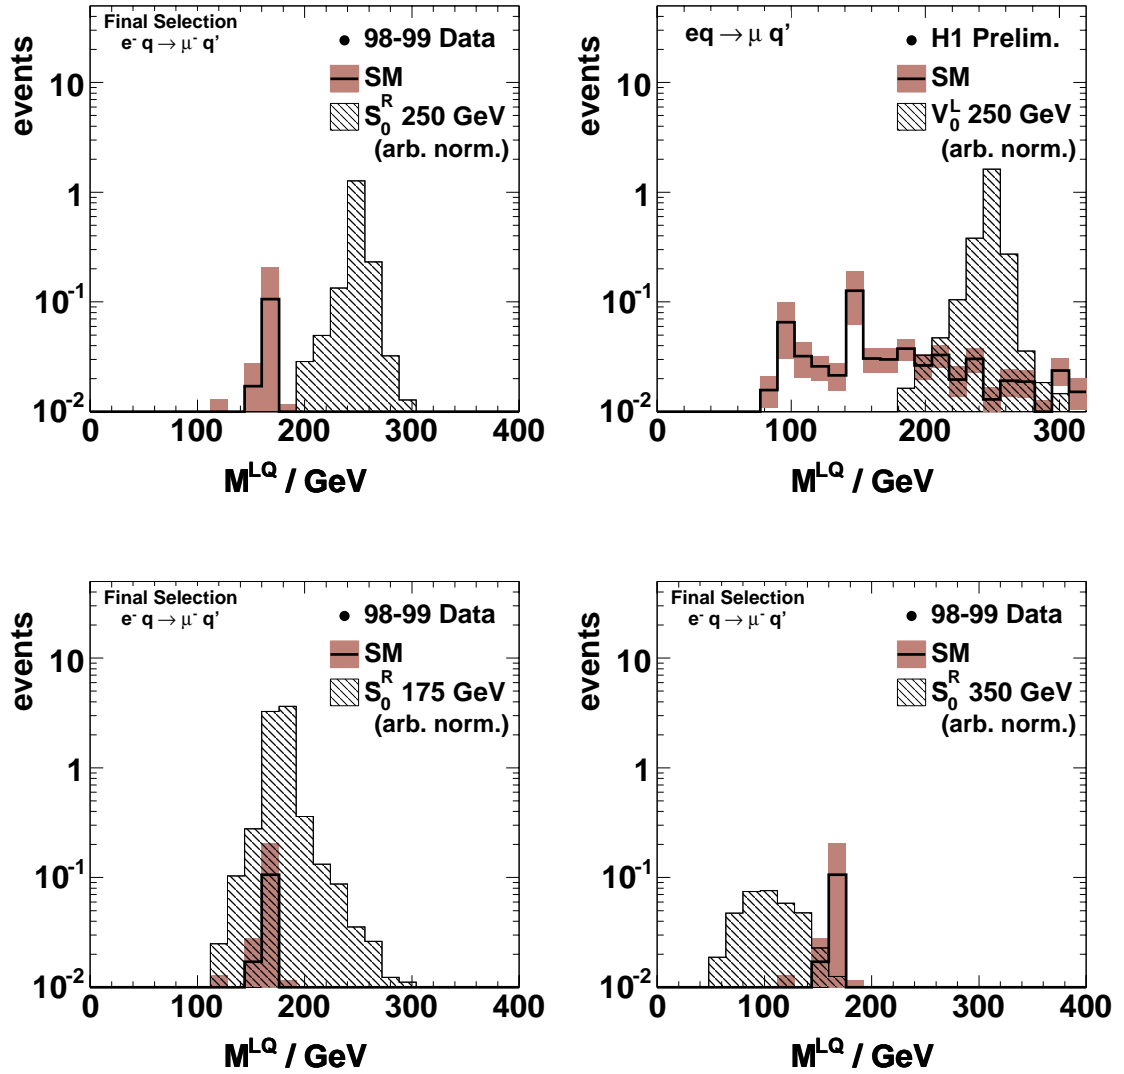 Final Selection
e⁻ q → μ⁻ q’
98-99 Data
SM
S₀ᴿ 250 GeV
(arb. norm.)
events
10
1
10⁻¹
10⁻²
0 100 200 300 400
M^LQ / GeV
eq → μ q’
H1 Prelim.
SM
V₀ᴸ 250 GeV
(arb. norm.)
events
10
1
10⁻¹
10⁻²
0 100 200 300
M^LQ / GeV
Final Selection
e⁻ q → μ⁻ q’
98-99 Data
SM
S₀ᴿ 175 GeV
(arb. norm.)
events
10
1
10⁻¹
10⁻²
0 100 200 300 400
M^LQ / GeV
Final Selection
e⁻ q → μ⁻ q’
98-99 Data
SM
S₀ᴿ 350 GeV
(arb. norm.)
events
10
1
10⁻¹
10⁻²
0 100 200 300 400
M^LQ / GeV